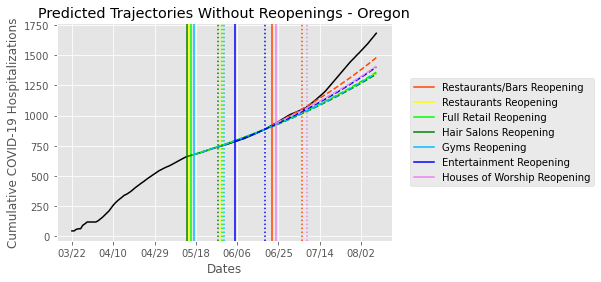 Predicted Trajectories Without Reopenings - Oregon
Cumulative COVID-19 Hospitalizations
1750
1500
1250
1000
750
500
250
0
03/22 04/10 04/29 05/18 06/06 06/25 07/14 08/02
Dates
Restaurants/Bars Reopening
Restaurants Reopening
Full Retail Reopening
Hair Salons Reopening
Gyms Reopening
Entertainment Reopening
Houses of Worship Reopening